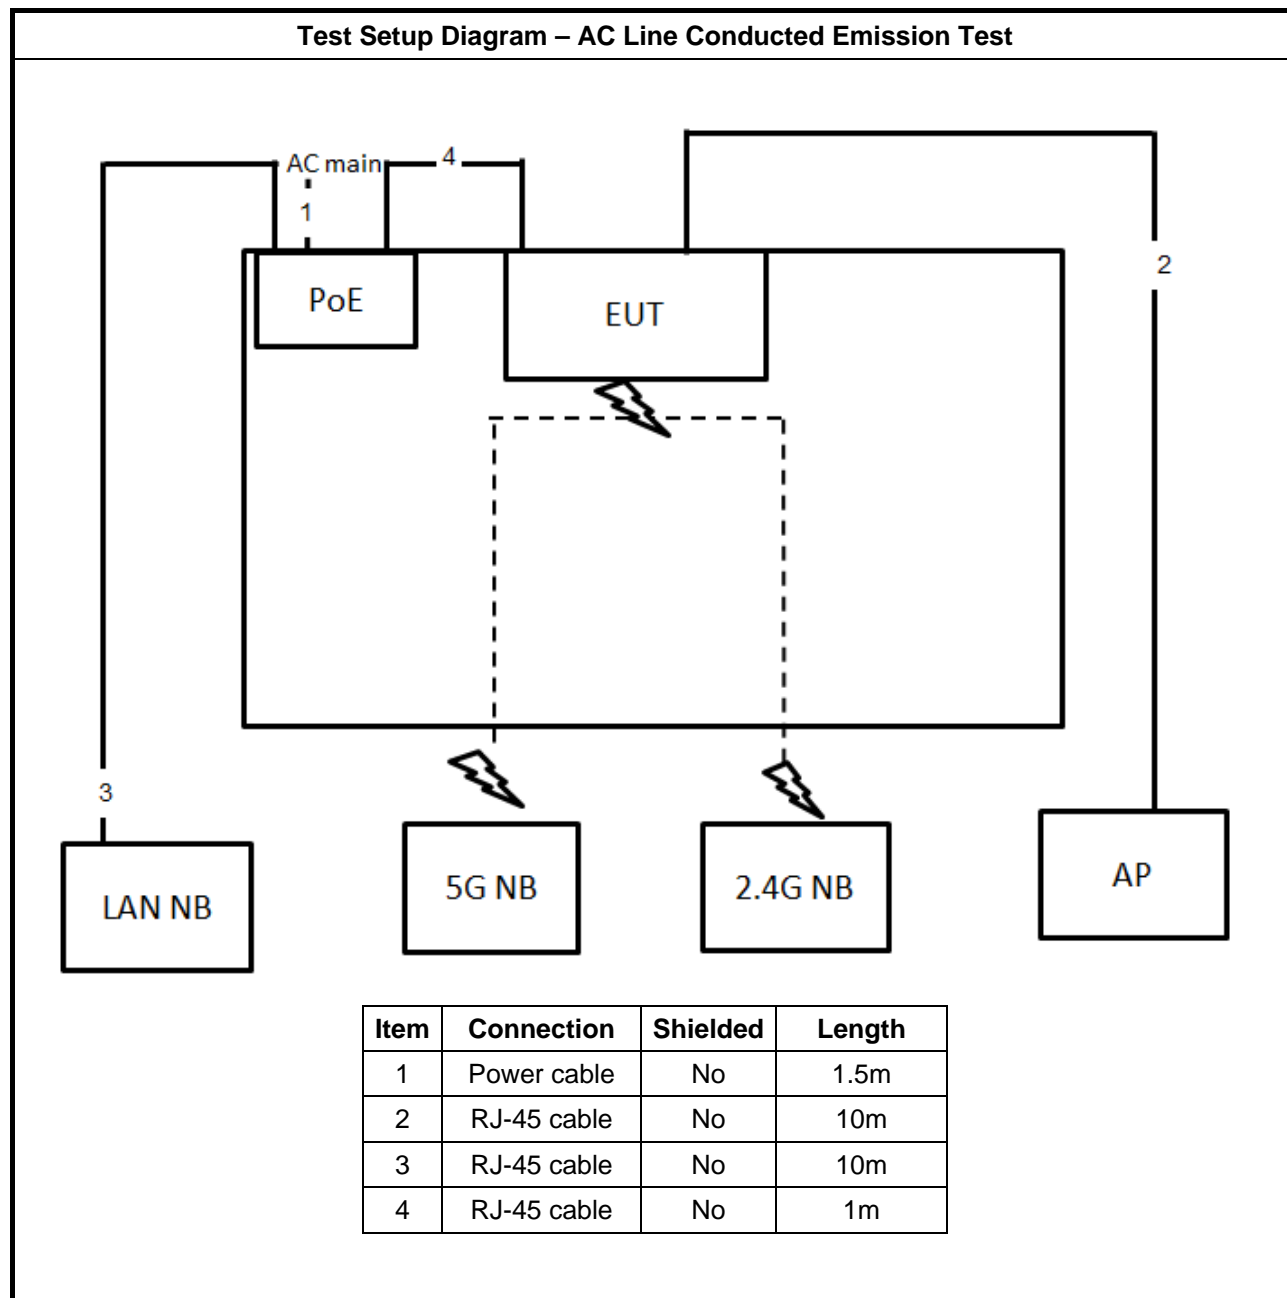 Test Setup Diagram – AC Line Conducted Emission Test
AC main
4
1
2
PoE
EUT
3
LAN NB
5G NB
2.4G NB
AP
Item Connection Shielded Length
1 Power cable No 1.5m
2 RJ-45 cable No 10m
3 RJ-45 cable No 10m
4 RJ-45 cable No 1m